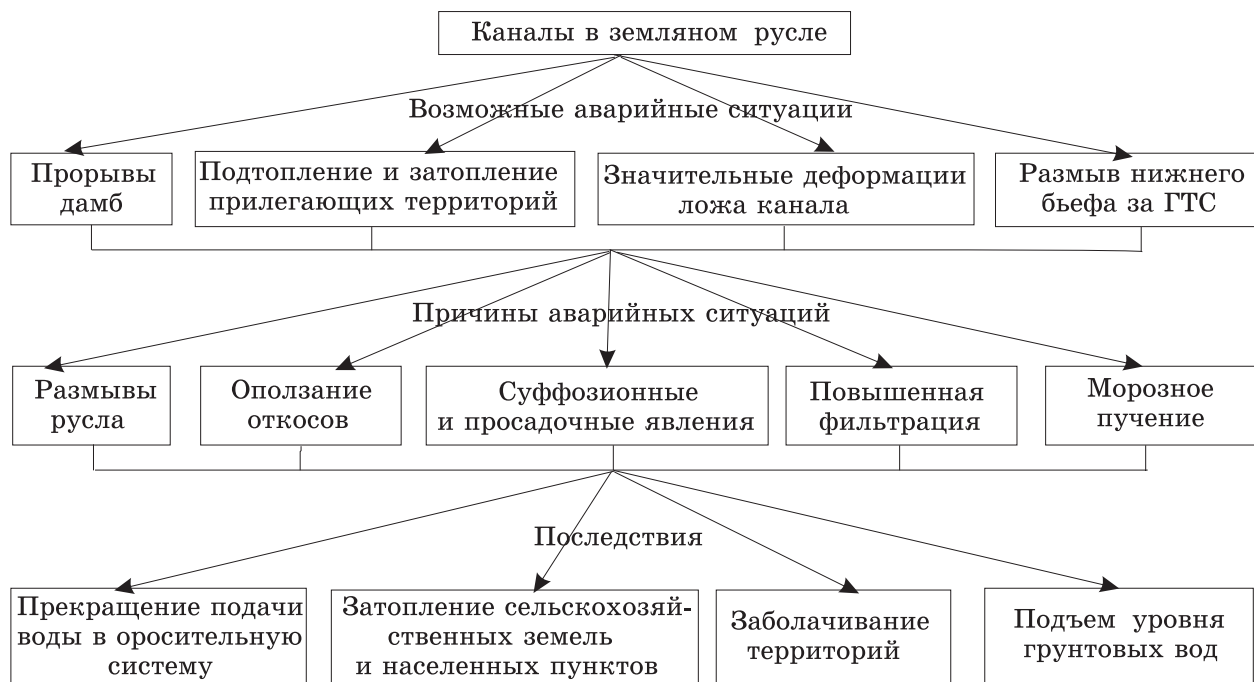 Каналы в земляном русле
Возможные аварийные ситуации
Прорывы
дамб
Подтопление и затопление
прилегающих территорий
Значительные деформации
ложа канала
Размыв нижнего
бьефа за ГТС
Причины аварийных ситуаций
Размывы
русла
Оползание
откосов
Суффозионные
и просадочные явления
Повышенная
фильтрация
Морозное
пучение
Последствия
Прекращение подачи
воды в оросительную
систему
Затопление сельскохозяй-
ственных земель
и населенных пунктов
Заболачивание
территорий
Подъем уровня
грунтовых вод